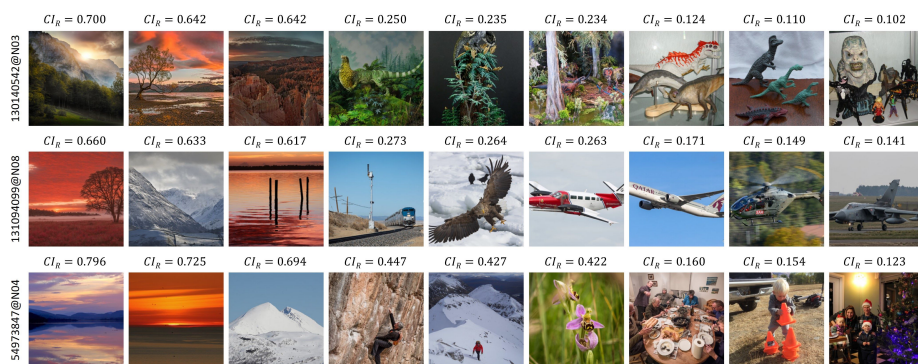 CI_R = 0.700 CI_R = 0.642 CI_R = 0.642 CI_R = 0.250 CI_R = 0.235 CI_R = 0.234 CI_R = 0.124 CI_R = 0.110 CI_R = 0.102
130140542@N03
CI_R = 0.660 CI_R = 0.633 CI_R = 0.617 CI_R = 0.273 CI_R = 0.264 CI_R = 0.263 CI_R = 0.171 CI_R = 0.149 CI_R = 0.141
131094099@N08
QATAR
CI_R = 0.796 CI_R = 0.725 CI_R = 0.694 CI_R = 0.447 CI_R = 0.427 CI_R = 0.422 CI_R = 0.160 CI_R = 0.154 CI_R = 0.123
54973847@N04